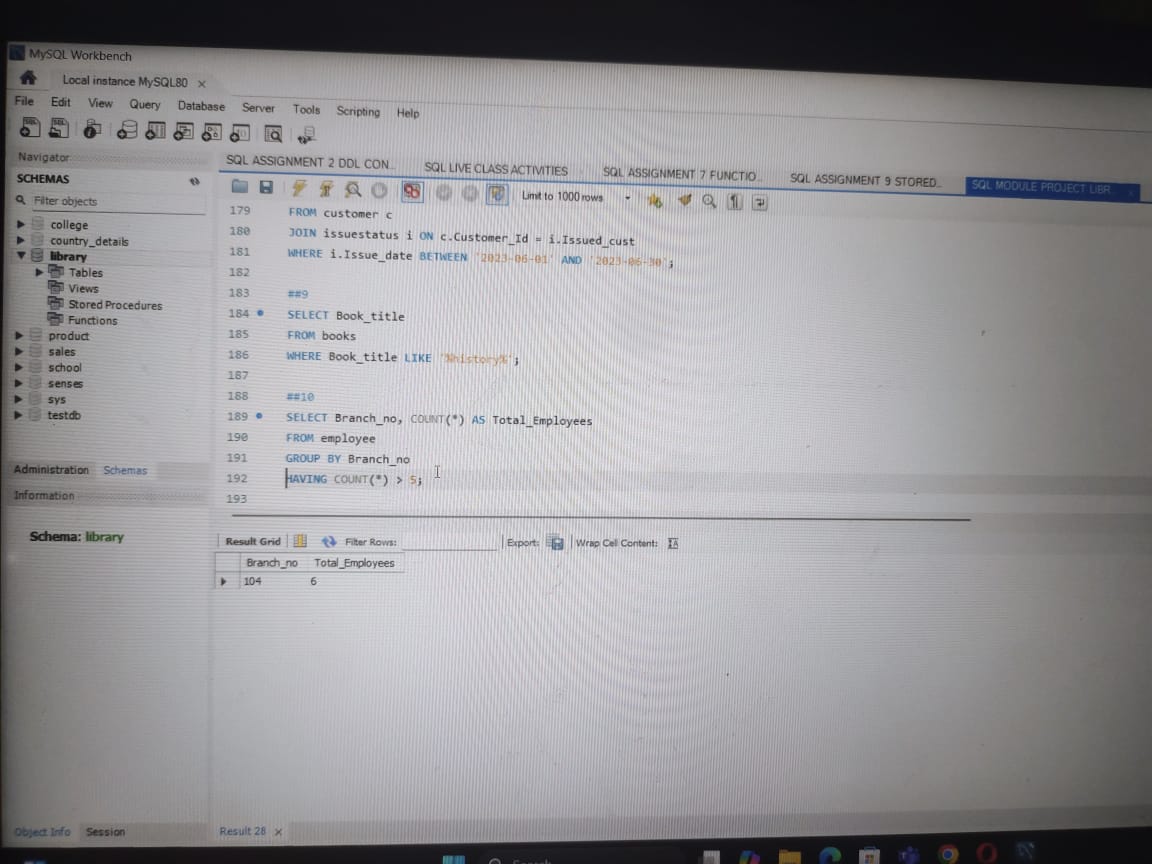 MySQL Workbench
Local instance MySQL80
File Edit View Query Database Server Tools Scripting Help
Navigator
SCHEMAS
Filter objects
college
country_details
library
Tables
Views
Stored Procedures
Functions
product
sales
school
senses
sys
testdb
Administration Schemas
Information
Schema: library
Object Info Session
SQL ASSIGNMENT 2 DDL CON... SQL LIVE CLASS ACTIVITIES SQL ASSIGNMENT 7 FUNCTIO... SQL ASSIGNMENT 9 STORED... SQL MODULE PROJECT LIBR...
Limit to 1000 rows
179 FROM customer c
180 JOIN issuestatus i ON c.Customer_Id = i.Issued_cust
181 WHERE i.Issue_date BETWEEN '2023-06-01' AND '2023-06-30';
182
183 ##9
184 SELECT Book_title
185 FROM books
186 WHERE Book_title LIKE '%history%';
187
188 ##10
189 SELECT Branch_no, COUNT(*) AS Total_Employees
190 FROM employee
191 GROUP BY Branch_no
192 HAVING COUNT(*) > 5;
193
Result Grid Filter Rows: Export: Wrap Cell Content:
Branch_no Total_Employees
104 6
Result 28